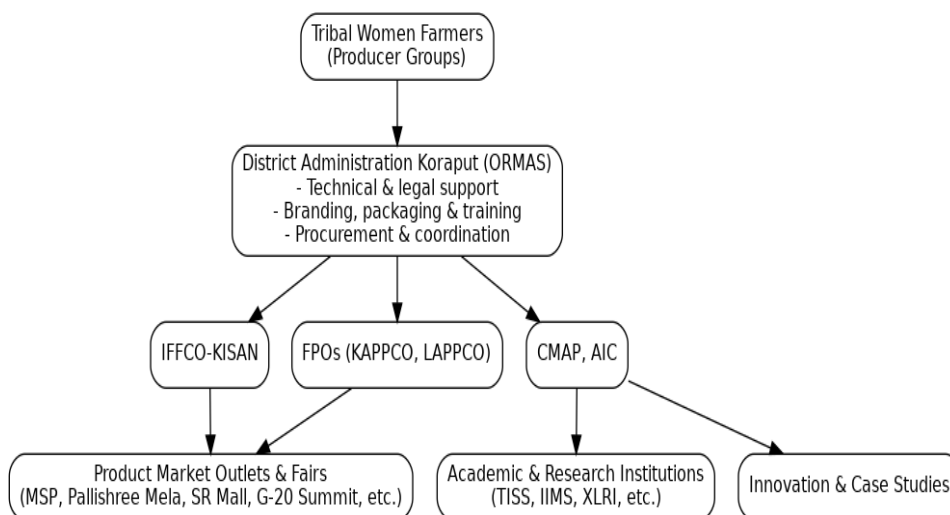 Tribal Women Farmers
(Producer Groups)
District Administration Koraput (ORMAS)
- Technical & legal support
- Branding, packaging & training
- Procurement & coordination
IFFCO-KISAN
FPOs (KAPPCO, LAPPCO)
CMAP, AIC
Product Market Outlets & Fairs
(MSP, Pallishree Mela, SR Mall, G-20 Summit, etc.)
Academic & Research Institutions
(TISS, IIMS, XLRI, etc.)
Innovation & Case Studies